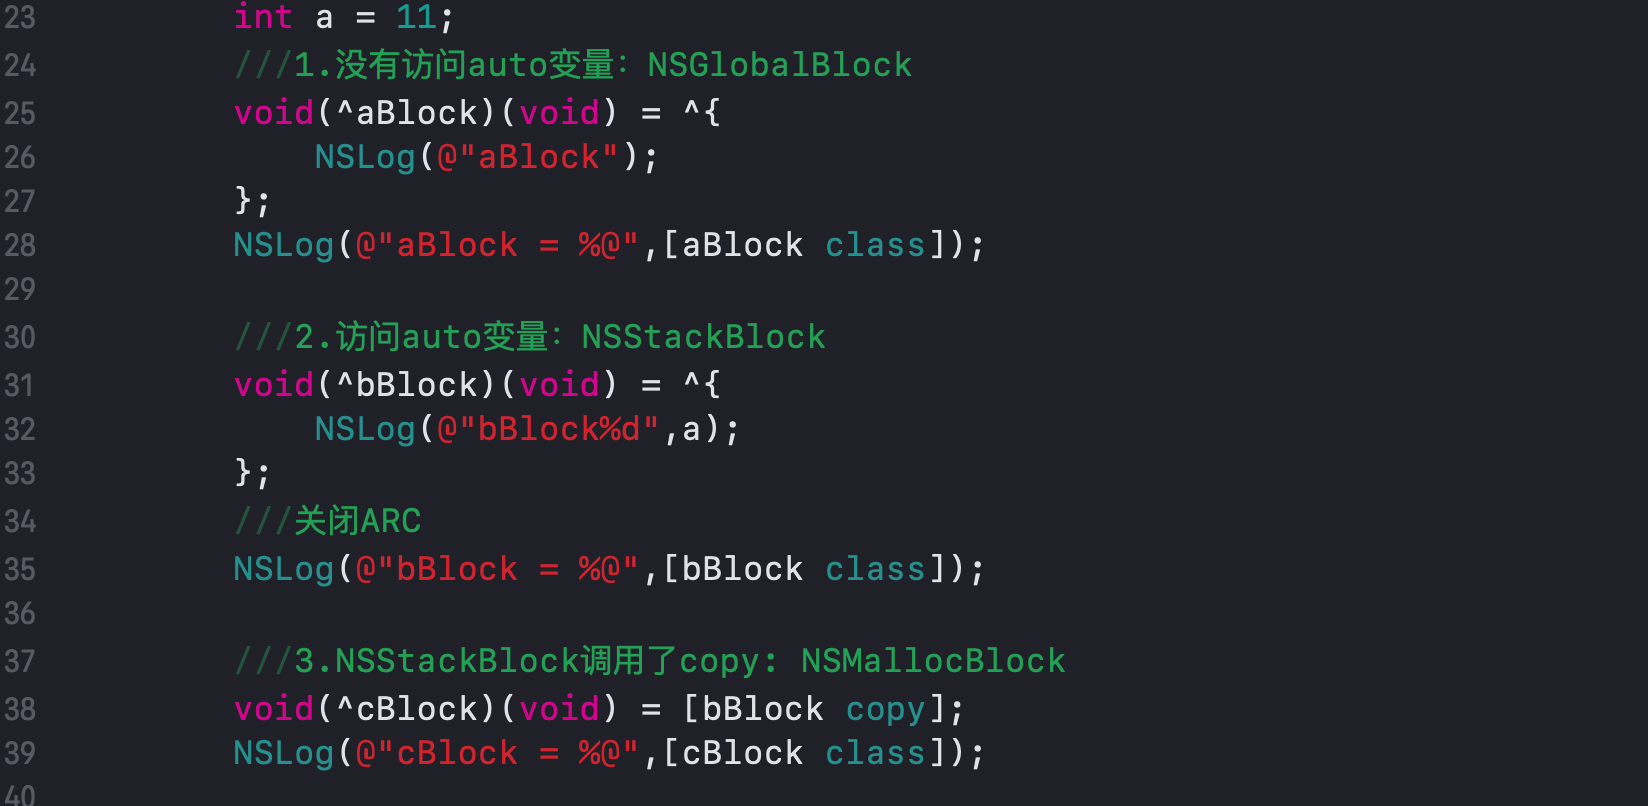 23 int a = 11;
24 ///1.没有访问auto变量：NSGlobalBlock
25 void(^aBlock)(void) = ^{
26 NSLog(@"aBlock");
27 };
28 NSLog(@"aBlock = %@",[aBlock class]);
29
30 ///2.访问auto变量：NSStackBlock
31 void(^bBlock)(void) = ^{
32 NSLog(@"bBlock%d",a);
33 };
34 ///关闭ARC
35 NSLog(@"bBlock = %@",[bBlock class]);
36
37 ///3.NSStackBlock调用了copy: NSMallocBlock
38 void(^cBlock)(void) = [bBlock copy];
39 NSLog(@"cBlock = %@",[cBlock class]);
40